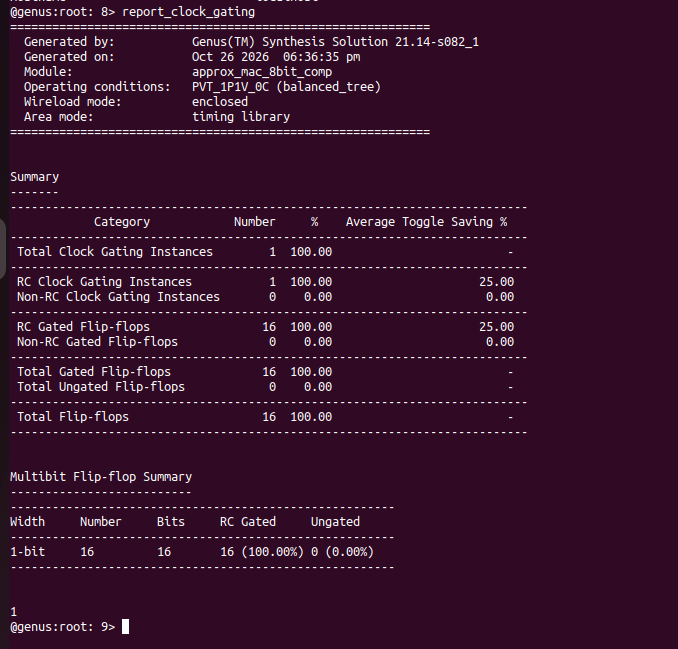 @genus:root: 8> report_clock_gating
============================================================
  Generated by:           Genus(TM) Synthesis Solution 21.14-s082_1
  Generated on:           Oct 26 2026  06:36:35 pm
  Module:                 approx_mac_8bit_comp
  Operating conditions:   PVT_1P1V_0C (balanced_tree)
  Wireload mode:          enclosed
  Area mode:              timing library
============================================================
Summary
-------
--------------------------------------------------------------------------
            Category            Number     %    Average Toggle Saving %
--------------------------------------------------------------------------
 Total Clock Gating Instances        1  100.00                         -
--------------------------------------------------------------------------
 RC Clock Gating Instances           1  100.00                     25.00
 Non-RC Clock Gating Instances       0    0.00                      0.00
--------------------------------------------------------------------------
 RC Gated Flip-flops                16  100.00                     25.00
 Non-RC Gated Flip-flops             0    0.00                      0.00
--------------------------------------------------------------------------
 Total Gated Flip-flops             16  100.00                         -
 Total Ungated Flip-flops            0    0.00                         -
--------------------------------------------------------------------------
 Total Flip-flops                   16  100.00                         -
--------------------------------------------------------------------------
Multibit Flip-flop Summary
--------------------------
-------------------------------------------------------
Width     Number     Bits     RC Gated     Ungated
-------------------------------------------------------
1-bit     16         16       16 (100.00%) 0 (0.00%)
-------------------------------------------------------
1
@genus:root: 9>